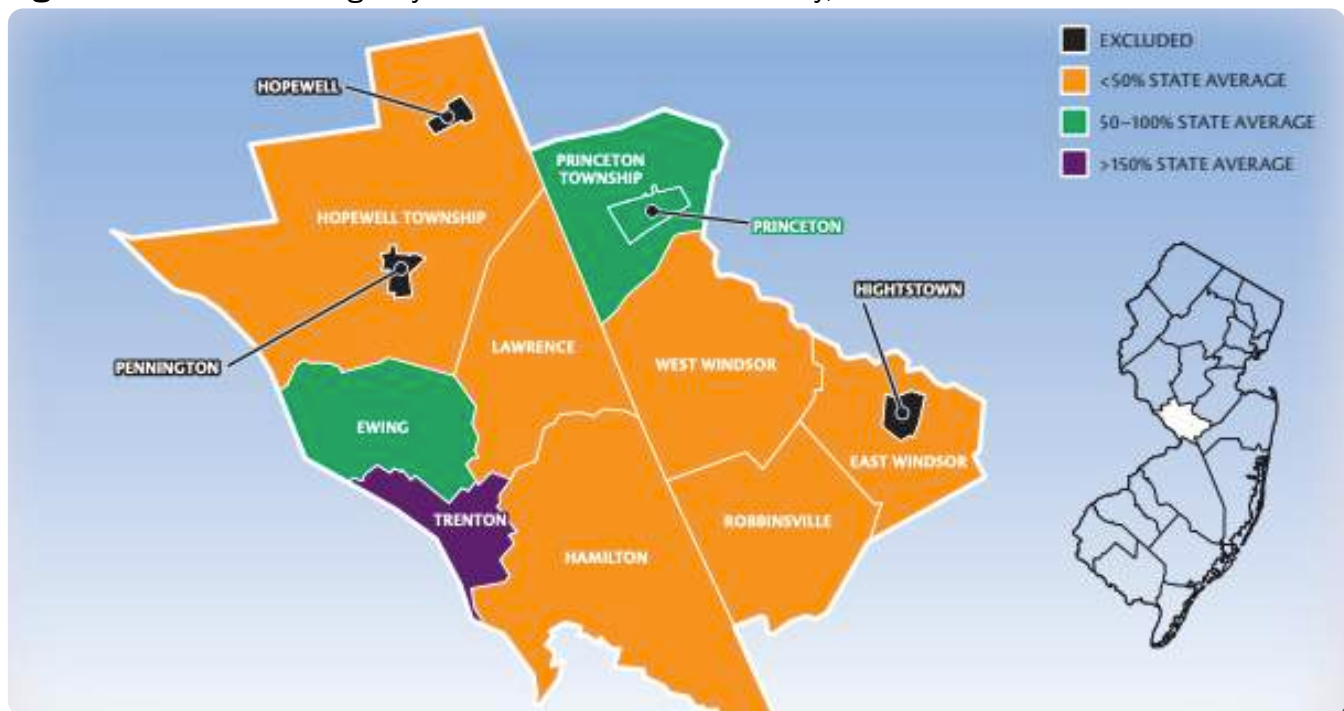 EXCLUDED
<50% STATE AVERAGE
50–100% STATE AVERAGE
>150% STATE AVERAGE
HOPEWELL
PRINCETON
TOWNSHIP
HOPEWELL TOWNSHIP
PRINCETON
HIGHTSTOWN
LAWRENCE
WEST WINDSOR
PENNINGTON
EWING
EAST WINDSOR
TRENTON
ROBBINSVILLE
HAMILTON